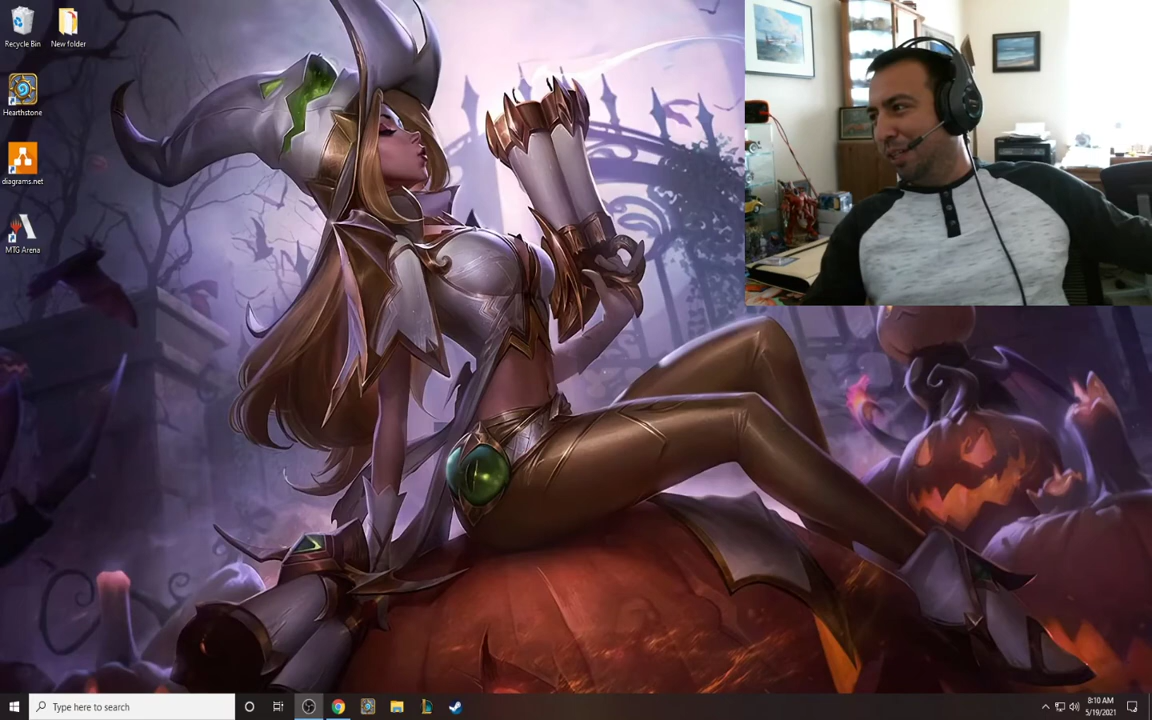 Recycle Bin
New folder
Hearthstone
diagrams.net
MTG Arena
Type here to search
8:10 AM
5/19/2021